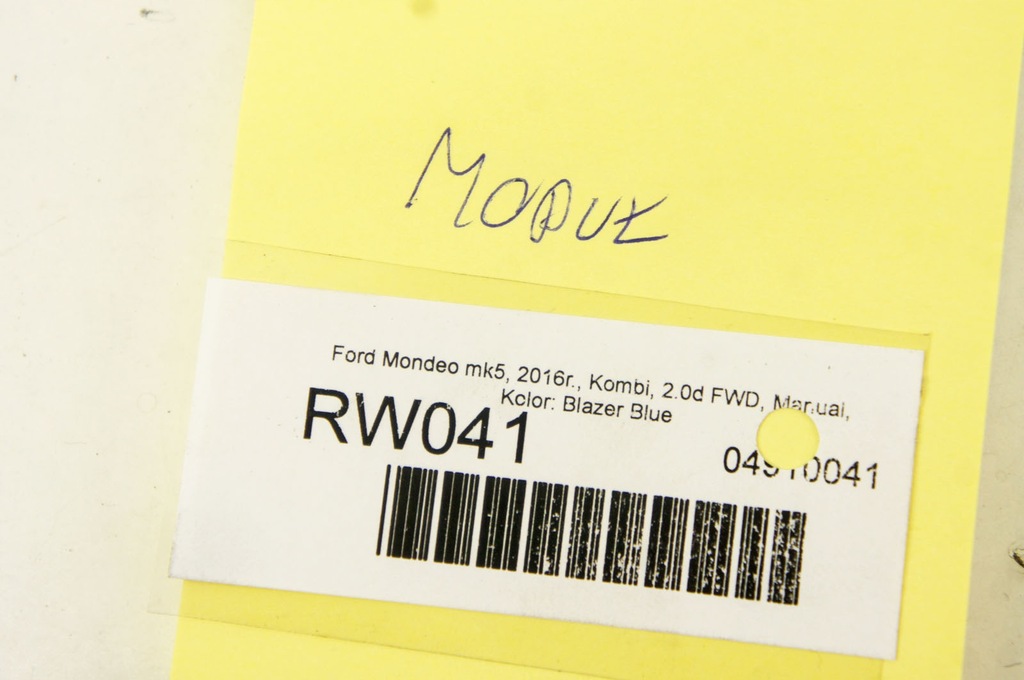 MODUŁ
Ford Mondeo mk5, 2016r., Kombi, 2.0d FWD, Manual,
Kolor: Blazer Blue
RW041
04910041